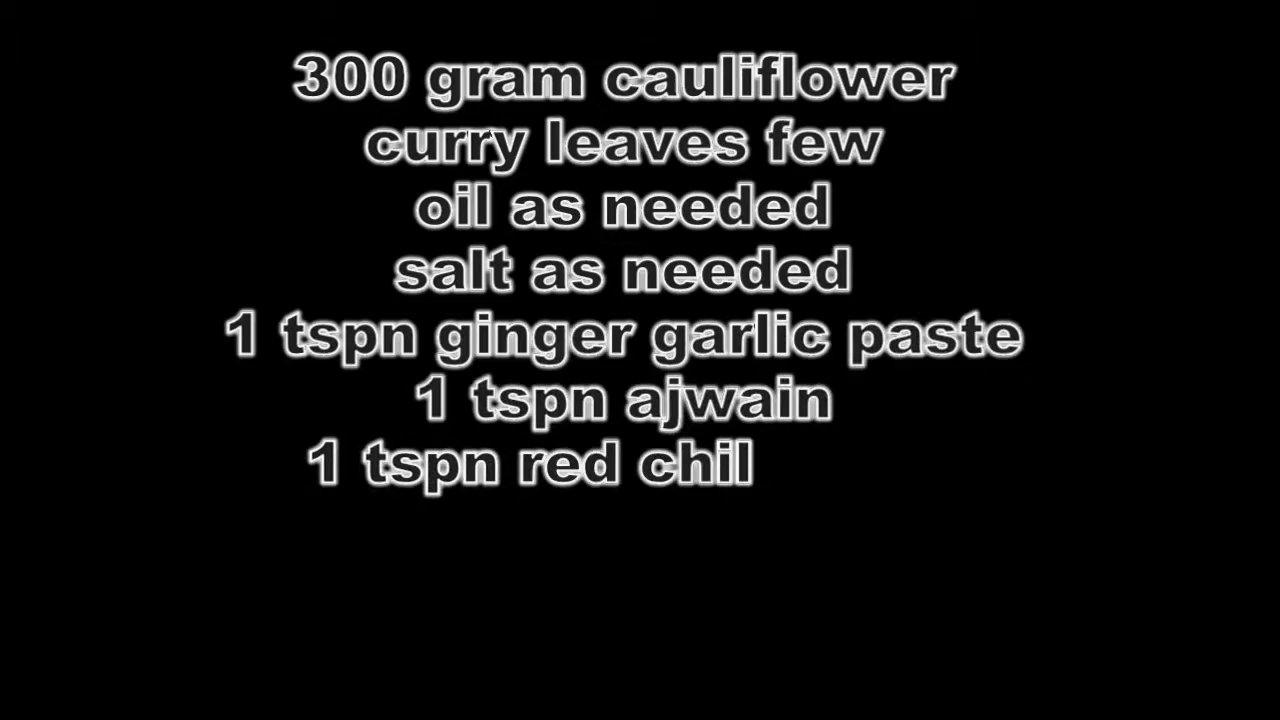 300 gram cauliflower
curry leaves few
oil as needed
salt as needed
1 tspn ginger garlic paste
1 tspn ajwain
1 tspn red chil